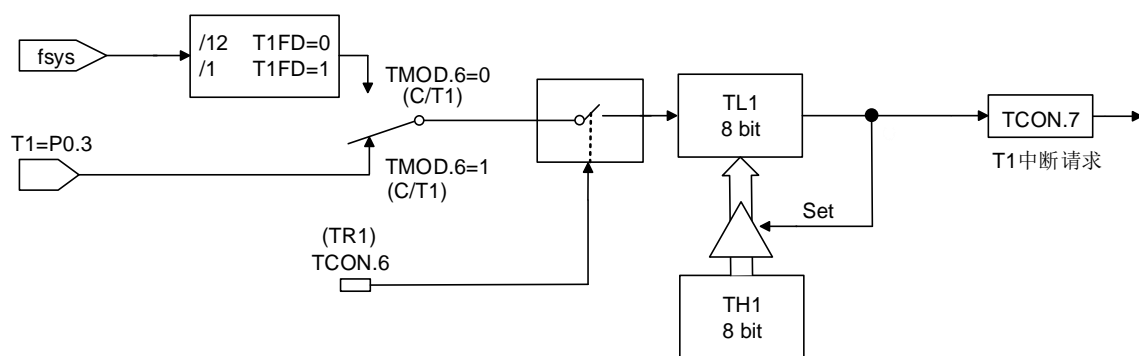 fsys
/12 T1FD=0
/1 T1FD=1
TMOD.6=0
(C/T1)
T1=P0.3
TMOD.6=1
(C/T1)
(TR1)
TCON.6
TL1
8 bit
TCON.7
T1中断请求
Set
TH1
8 bit